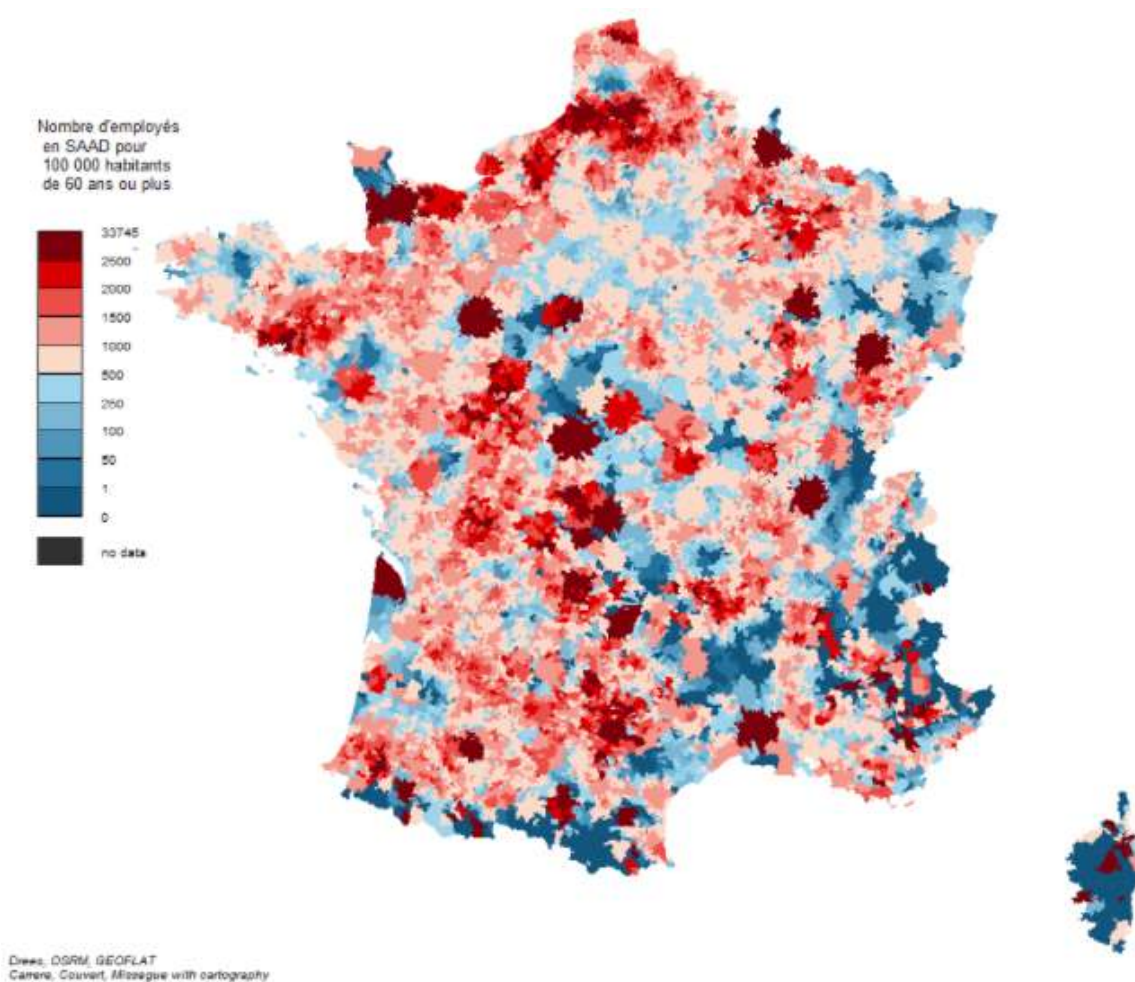 Nombre d'employés
en SAAD pour
100 000 habitants
de 60 ans ou plus
33745
2500
2000
1500
1000
500
250
100
50
1
0
no data
Drees, OSRM, GEOFLAT
Carrere, Couvert, Missegue with cartography